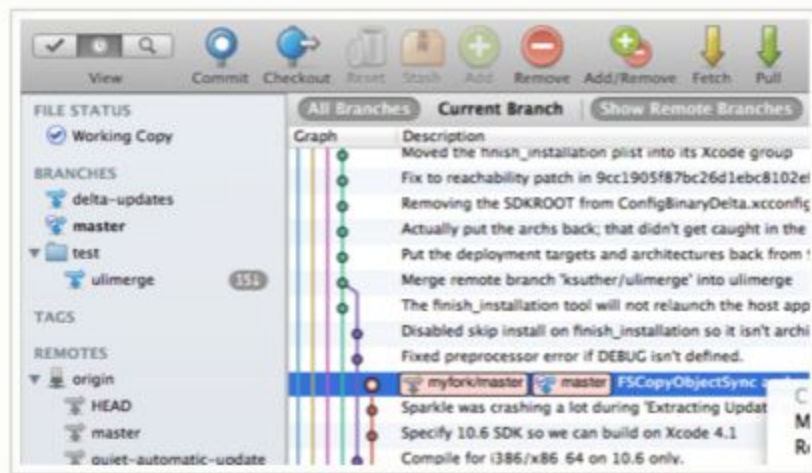 View Commit Checkout Reset Stash Add Remove Add/Remove Fetch Pull
FILE STATUS
Working Copy
BRANCHES
delta-updates
master
test
ulimerge
TAGS
REMOTES
origin
HEAD
master
quiet-automatic-update
All Branches Current Branch Show Remote Branches
Graph Description
Moved the finish_installation plist into its Xcode group
Fix to reachability patch in 9cc1905f87bc26d1ebc8102e
Removing the SDKROOT from ConfigBinaryDelta.xcconfig
Actually put the archs back; that didn't get caught in the
Put the deployment targets and architectures back from
Merge remote branch 'ksuther/ulimerge' into ulimerge
The finish_installation tool will not relaunch the host app
Disabled skip install on finish_installation so it isn't archi
Fixed preprocessor error if DEBUG isn't defined.
myfork/master master FSCopyObjectSync
Sparkle was crashing a lot during 'Extracting Updat
Specify 10.6 SDK so we can build on Xcode 4.1
Compile for i386/x86_64 on 10.6 only.